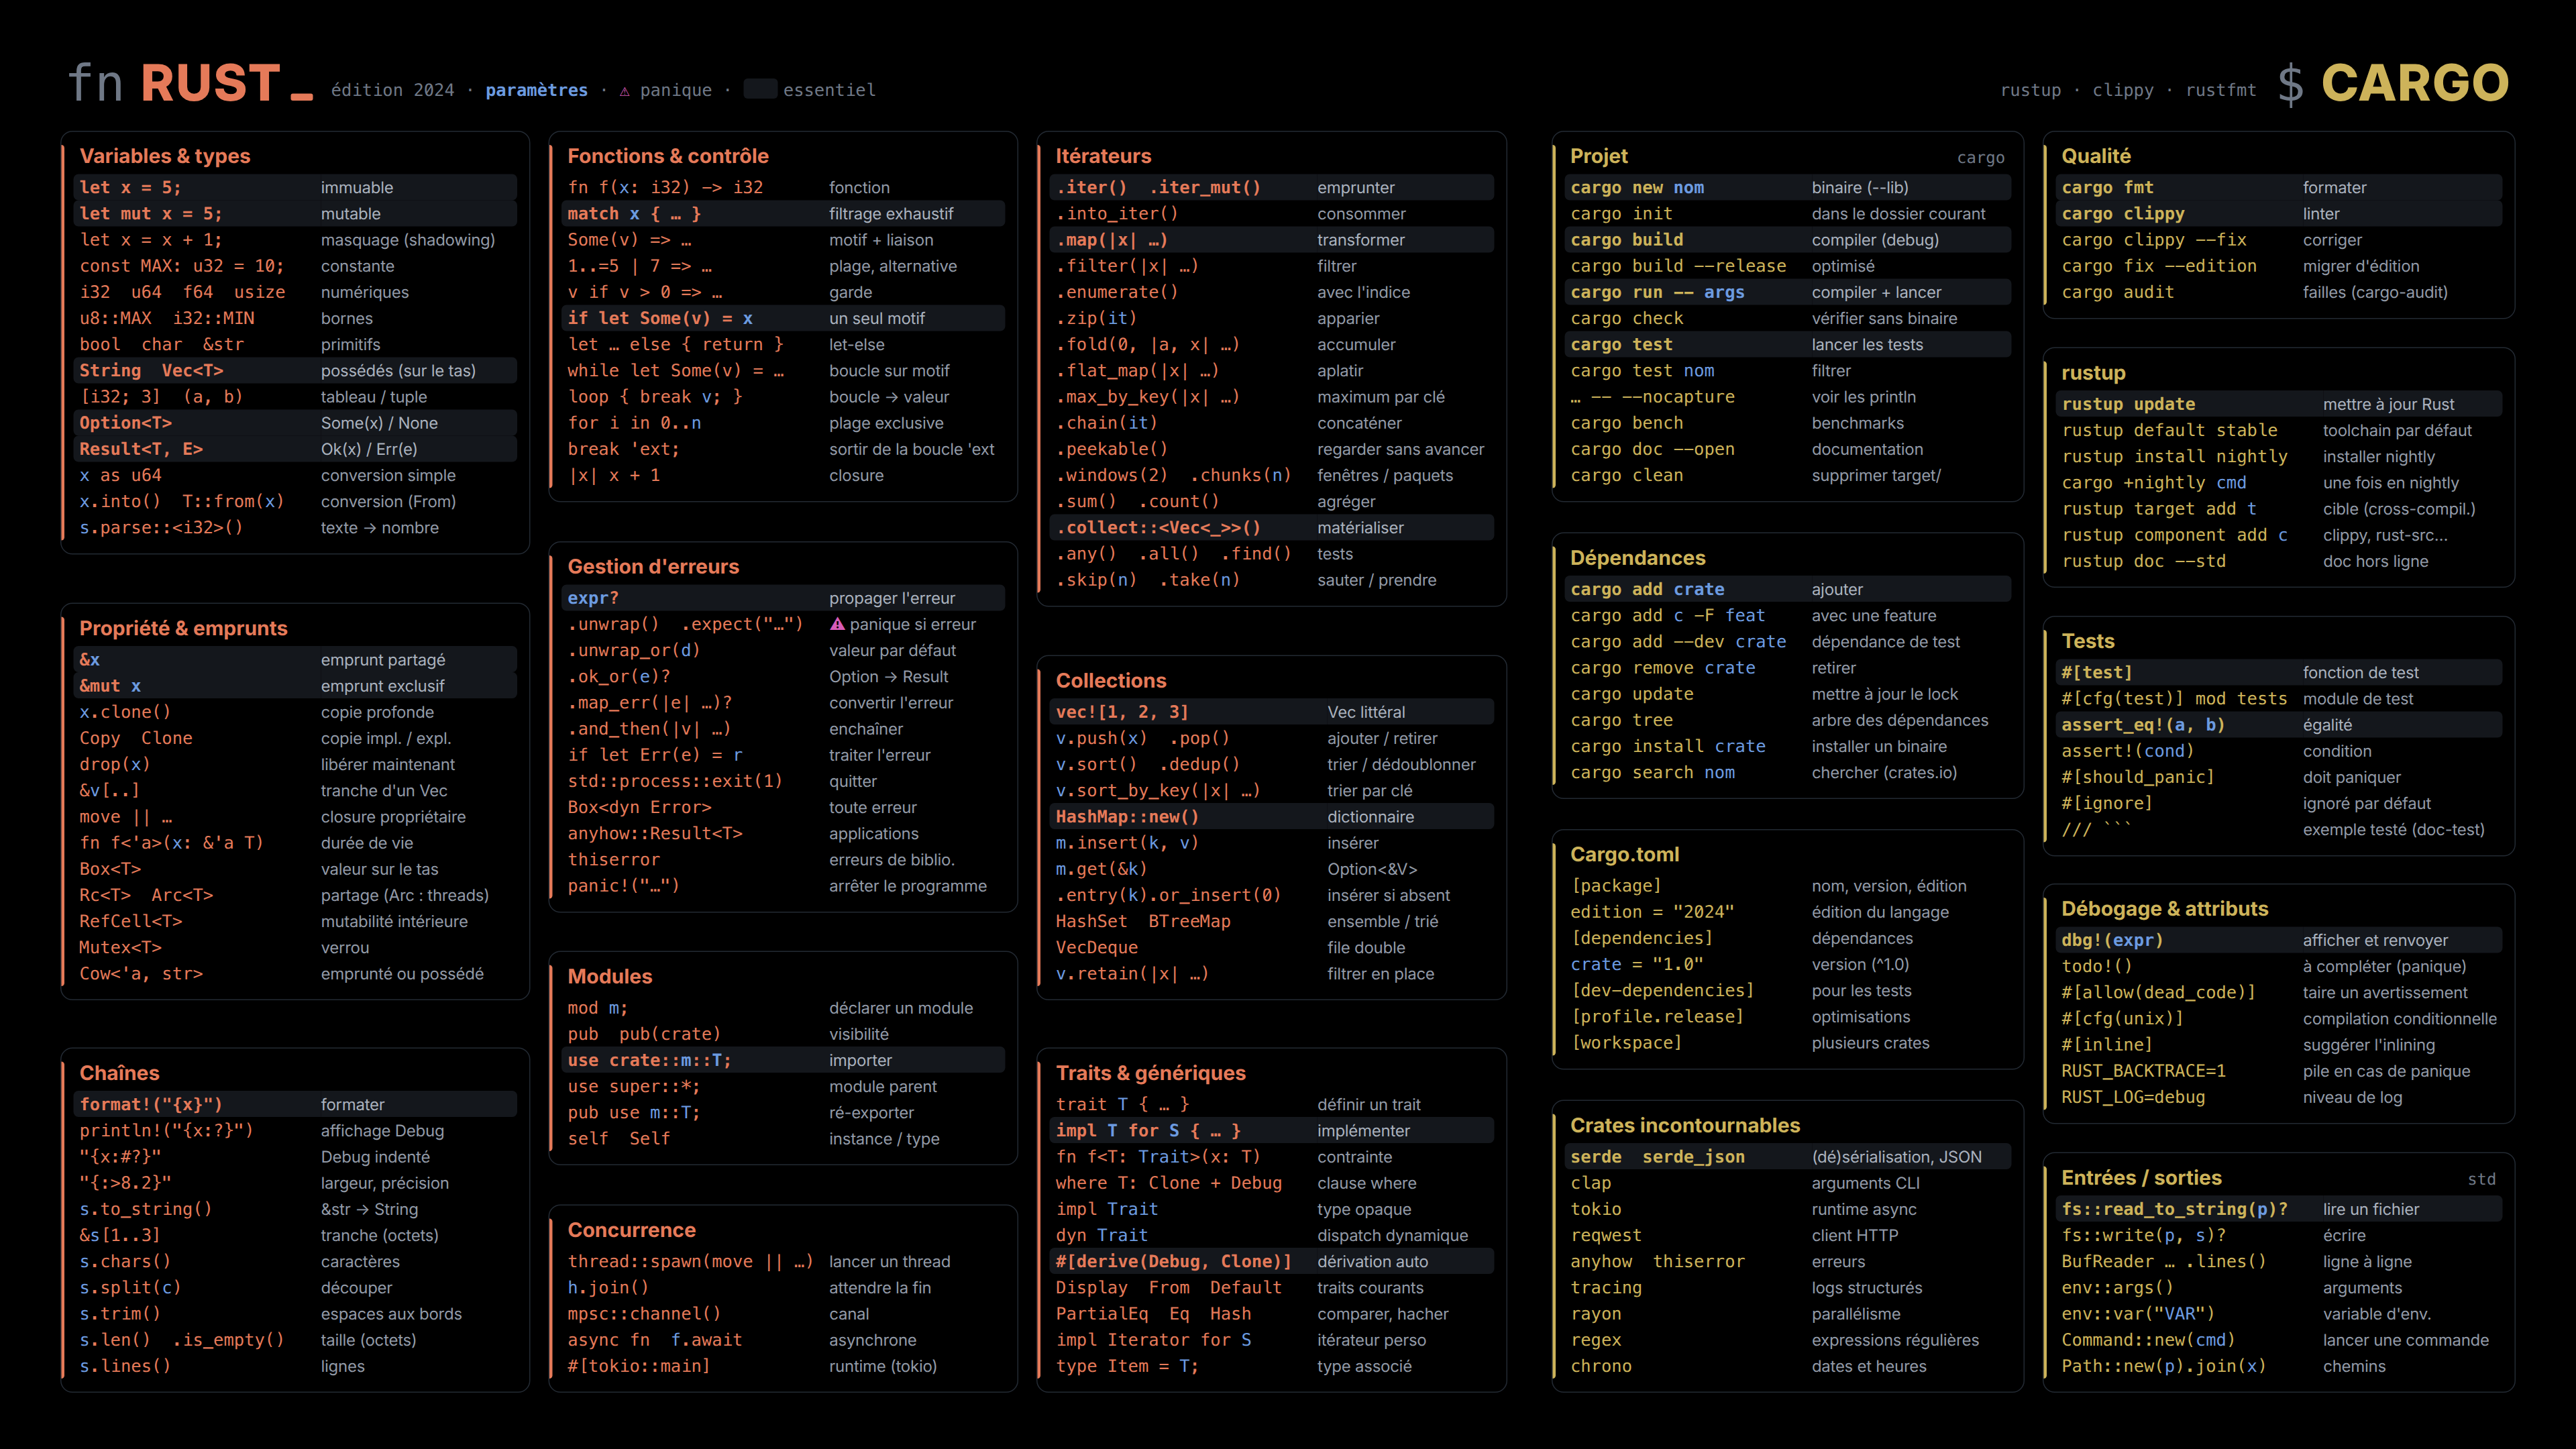 fn RUST_ édition 2024 · paramètres · ⚠ panique · essentiel
rustup · clippy · rustfmt $ CARGO
Variables & types
let x = 5; immuable
let mut x = 5; mutable
let x = x + 1; masquage (shadowing)
const MAX: u32 = 10; constante
i32 u64 f64 usize numériques
u8::MAX i32::MIN bornes
bool char &str primitifs
String Vec<T> possédés (sur le tas)
[i32; 3] (a, b) tableau / tuple
Option<T> Some(x) / None
Result<T, E> Ok(x) / Err(e)
x as u64 conversion simple
x.into() T::from(x) conversion (From)
s.parse::<i32>() texte → nombre
Propriété & emprunts
&x emprunt partagé
&mut x emprunt exclusif
x.clone() copie profonde
Copy Clone copie impl. / expl.
drop(x) libérer maintenant
&v[..] tranche d'un Vec
move || … closure propriétaire
fn f<'a>(x: &'a T) durée de vie
Box<T> valeur sur le tas
Rc<T> Arc<T> partage (Arc : threads)
RefCell<T> mutabilité intérieure
Mutex<T> verrou
Cow<'a, str> emprunté ou possédé
Chaînes
format!("{x}") formater
println!("{x:?}") affichage Debug
"{x:#?}" Debug indenté
"{:>8.2}" largeur, précision
s.to_string() &str → String
&s[1..3] tranche (octets)
s.chars() caractères
s.split(c) découper
s.trim() espaces aux bords
s.len() .is_empty() taille (octets)
s.lines() lignes
Fonctions & contrôle
fn f(x: i32) -> i32 fonction
match x { … } filtrage exhaustif
Some(v) => … motif + liaison
1..=5 | 7 => … plage, alternative
v if v > 0 => … garde
if let Some(v) = x un seul motif
let … else { return } let-else
while let Some(v) = … boucle sur motif
loop { break v; } boucle → valeur
for i in 0..n plage exclusive
break 'ext; sortir de la boucle 'ext
|x| x + 1 closure
Gestion d'erreurs
expr? propager l'erreur
.unwrap() .expect("…") ⚠ panique si erreur
.unwrap_or(d) valeur par défaut
.ok_or(e)? Option → Result
.map_err(|e| …)? convertir l'erreur
.and_then(|v| …) enchaîner
if let Err(e) = r traiter l'erreur
std::process::exit(1) quitter
Box<dyn Error> toute erreur
anyhow::Result<T> applications
thiserror erreurs de biblio.
panic!("…") arrêter le programme
Modules
mod m; déclarer un module
pub pub(crate) visibilité
use crate::m::T; importer
use super::*; module parent
pub use m::T; ré-exporter
self Self instance / type
Concurrence
thread::spawn(move || …) lancer un thread
h.join() attendre la fin
mpsc::channel() canal
async fn f.await asynchrone
#[tokio::main] runtime (tokio)
Itérateurs
.iter() .iter_mut() emprunter
.into_iter() consommer
.map(|x| …) transformer
.filter(|x| …) filtrer
.enumerate() avec l'indice
.zip(it) apparier
.fold(0, |a, x| …) accumuler
.flat_map(|x| …) aplatir
.max_by_key(|x| …) maximum par clé
.chain(it) concaténer
.peekable() regarder sans avancer
.windows(2) .chunks(n) fenêtres / paquets
.sum() .count() agréger
.collect::<Vec<_>>() matérialiser
.any() .all() .find() tests
.skip(n) .take(n) sauter / prendre
Collections
vec![1, 2, 3] Vec littéral
v.push(x) .pop() ajouter / retirer
v.sort() .dedup() trier / dédoublonner
v.sort_by_key(|x| …) trier par clé
HashMap::new() dictionnaire
m.insert(k, v) insérer
m.get(&k) Option<&V>
.entry(k).or_insert(0) insérer si absent
HashSet BTreeMap ensemble / trié
VecDeque file double
v.retain(|x| …) filtrer en place
Traits & génériques
trait T { … } définir un trait
impl T for S { … } implémenter
fn f<T: Trait>(x: T) contrainte
where T: Clone + Debug clause where
impl Trait type opaque
dyn Trait dispatch dynamique
#[derive(Debug, Clone)] dérivation auto
Display From Default traits courants
PartialEq Eq Hash comparer, hacher
impl Iterator for S itérateur perso
type Item = T; type associé
Projet cargo
cargo new nom binaire (--lib)
cargo init dans le dossier courant
cargo build compiler (debug)
cargo build --release optimisé
cargo run -- args compiler + lancer
cargo check vérifier sans binaire
cargo test lancer les tests
cargo test nom filtrer
… -- --nocapture voir les println
cargo bench benchmarks
cargo doc --open documentation
cargo clean supprimer target/
Dépendances
cargo add crate ajouter
cargo add c -F feat avec une feature
cargo add --dev crate dépendance de test
cargo remove crate retirer
cargo update mettre à jour le lock
cargo tree arbre des dépendances
cargo install crate installer un binaire
cargo search nom chercher (crates.io)
Cargo.toml
[package] nom, version, édition
edition = "2024" édition du langage
[dependencies] dépendances
crate = "1.0" version (^1.0)
[dev-dependencies] pour les tests
[profile.release] optimisations
[workspace] plusieurs crates
Crates incontournables
serde serde_json (dé)sérialisation, JSON
clap arguments CLI
tokio runtime async
reqwest client HTTP
anyhow thiserror erreurs
tracing logs structurés
rayon parallélisme
regex expressions régulières
chrono dates et heures
Qualité
cargo fmt formater
cargo clippy linter
cargo clippy --fix corriger
cargo fix --edition migrer d'édition
cargo audit failles (cargo-audit)
rustup
rustup update mettre à jour Rust
rustup default stable toolchain par défaut
rustup install nightly installer nightly
cargo +nightly cmd une fois en nightly
rustup target add t cible (cross-compil.)
rustup component add c clippy, rust-src…
rustup doc --std doc hors ligne
Tests
#[test] fonction de test
#[cfg(test)] mod tests module de test
assert_eq!(a, b) égalité
assert!(cond) condition
#[should_panic] doit paniquer
#[ignore] ignoré par défaut
/// ``` exemple testé (doc-test)
Débogage & attributs
dbg!(expr) afficher et renvoyer
todo!() à compléter (panique)
#[allow(dead_code)] taire un avertissement
#[cfg(unix)] compilation conditionnelle
#[inline] suggérer l'inlining
RUST_BACKTRACE=1 pile en cas de panique
RUST_LOG=debug niveau de log
Entrées / sorties std
fs::read_to_string(p)? lire un fichier
fs::write(p, s)? écrire
BufReader … .lines() ligne à ligne
env::args() arguments
env::var("VAR") variable d'env.
Command::new(cmd) lancer une commande
Path::new(p).join(x) chemins